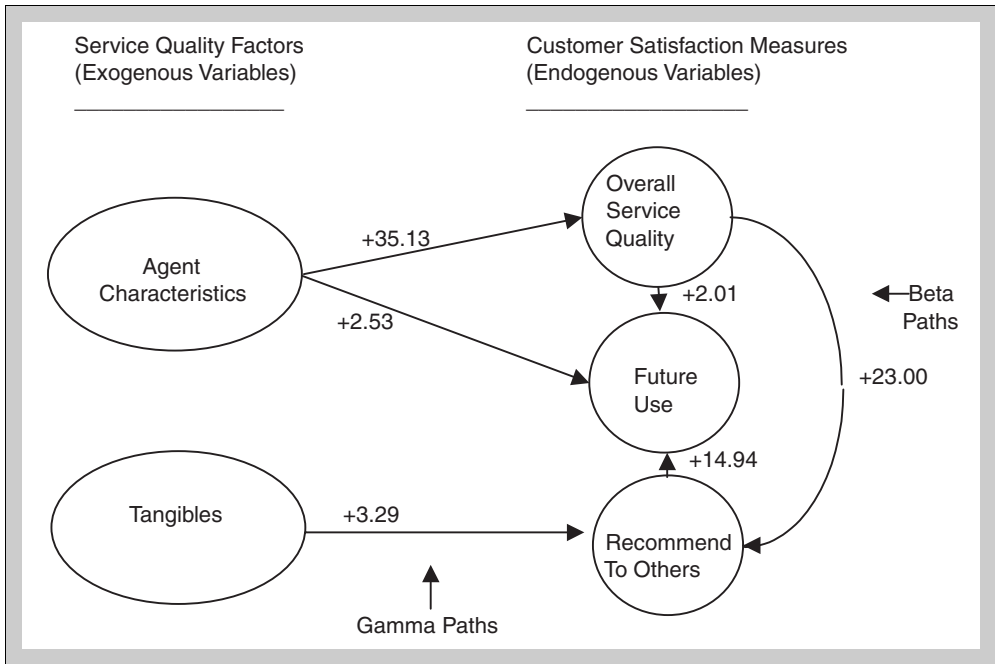 Service Quality Factors
(Exogenous Variables)
Customer Satisfaction Measures
(Endogenous Variables)
Agent
Characteristics
+35.13
+2.53
Overall
Service
Quality
+2.01
Beta
Paths
Future
Use
+23.00
+14.94
Tangibles
+3.29
Recommend
To Others
Gamma Paths